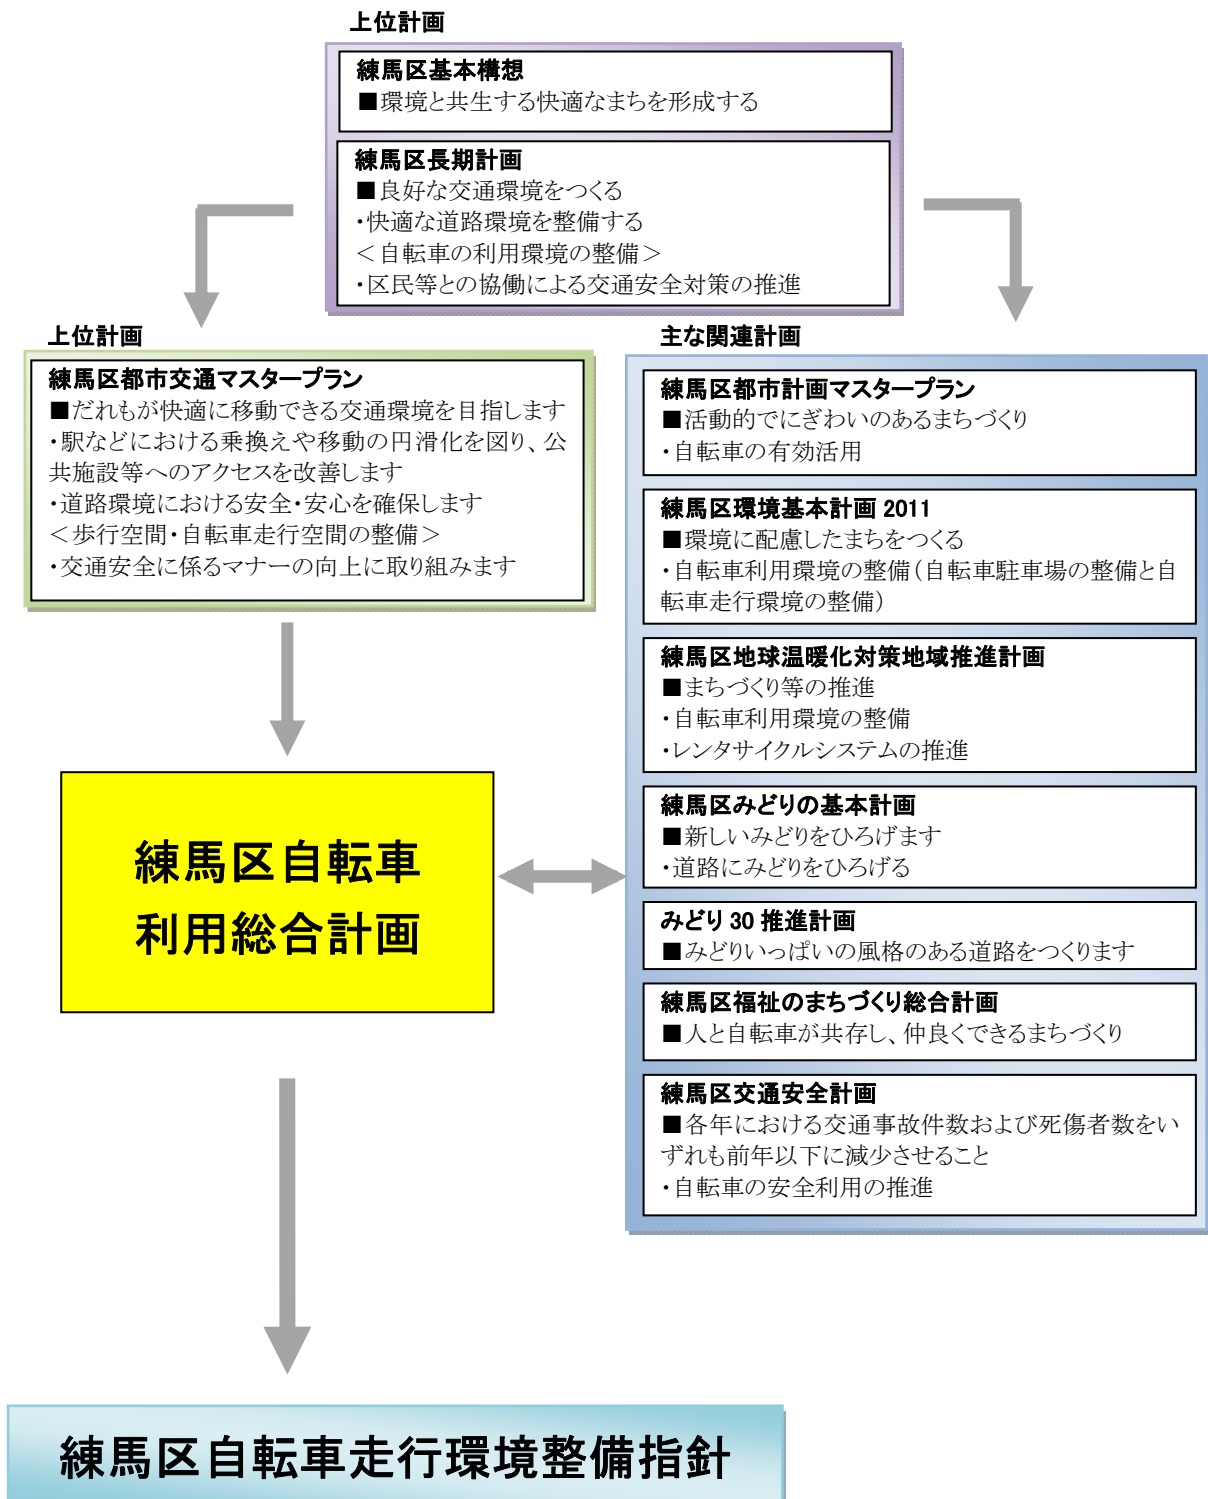 上位計画
練馬区基本構想
■環境と共生する快適なまちを形成する
練馬区長期計画
■良好な交通環境をつくる
・快適な道路環境を整備する
＜自転車の利用環境の整備＞
・区民等との協働による交通安全対策の推進
上位計画
練馬区都市交通マスタープラン
■だれもが快適に移動できる交通環境を目指します
・駅などにおける乗換えや移動の円滑化を図り、公
共施設等へのアクセスを改善します
・道路環境における安全・安心を確保します
＜歩行空間・自転車走行空間の整備＞
・交通安全に係るマナーの向上に取り組みます
主な関連計画
練馬区都市計画マスタープラン
■活動的でにぎわいのあるまちづくり
・自転車の有効活用
練馬区環境基本計画 2011
■環境に配慮したまちをつくる
・自転車利用環境の整備（自転車駐車場の整備と自
転車走行環境の整備）
練馬区地球温暖化対策地域推進計画
■まちづくり等の推進
・自転車利用環境の整備
・レンタサイクルシステムの推進
練馬区みどりの基本計画
■新しいみどりをひろげます
・道路にみどりをひろげる
みどり 30 推進計画
■みどりいっぱいの風格のある道路をつくります
練馬区福祉のまちづくり総合計画
■人と自転車が共存し、仲良くできるまちづくり
練馬区交通安全計画
■各年における交通事故件数および死傷者数をい
ずれも前年以下に減少させること
・自転車の安全利用の推進
練馬区自転車
利用総合計画
練馬区自転車走行環境整備指針